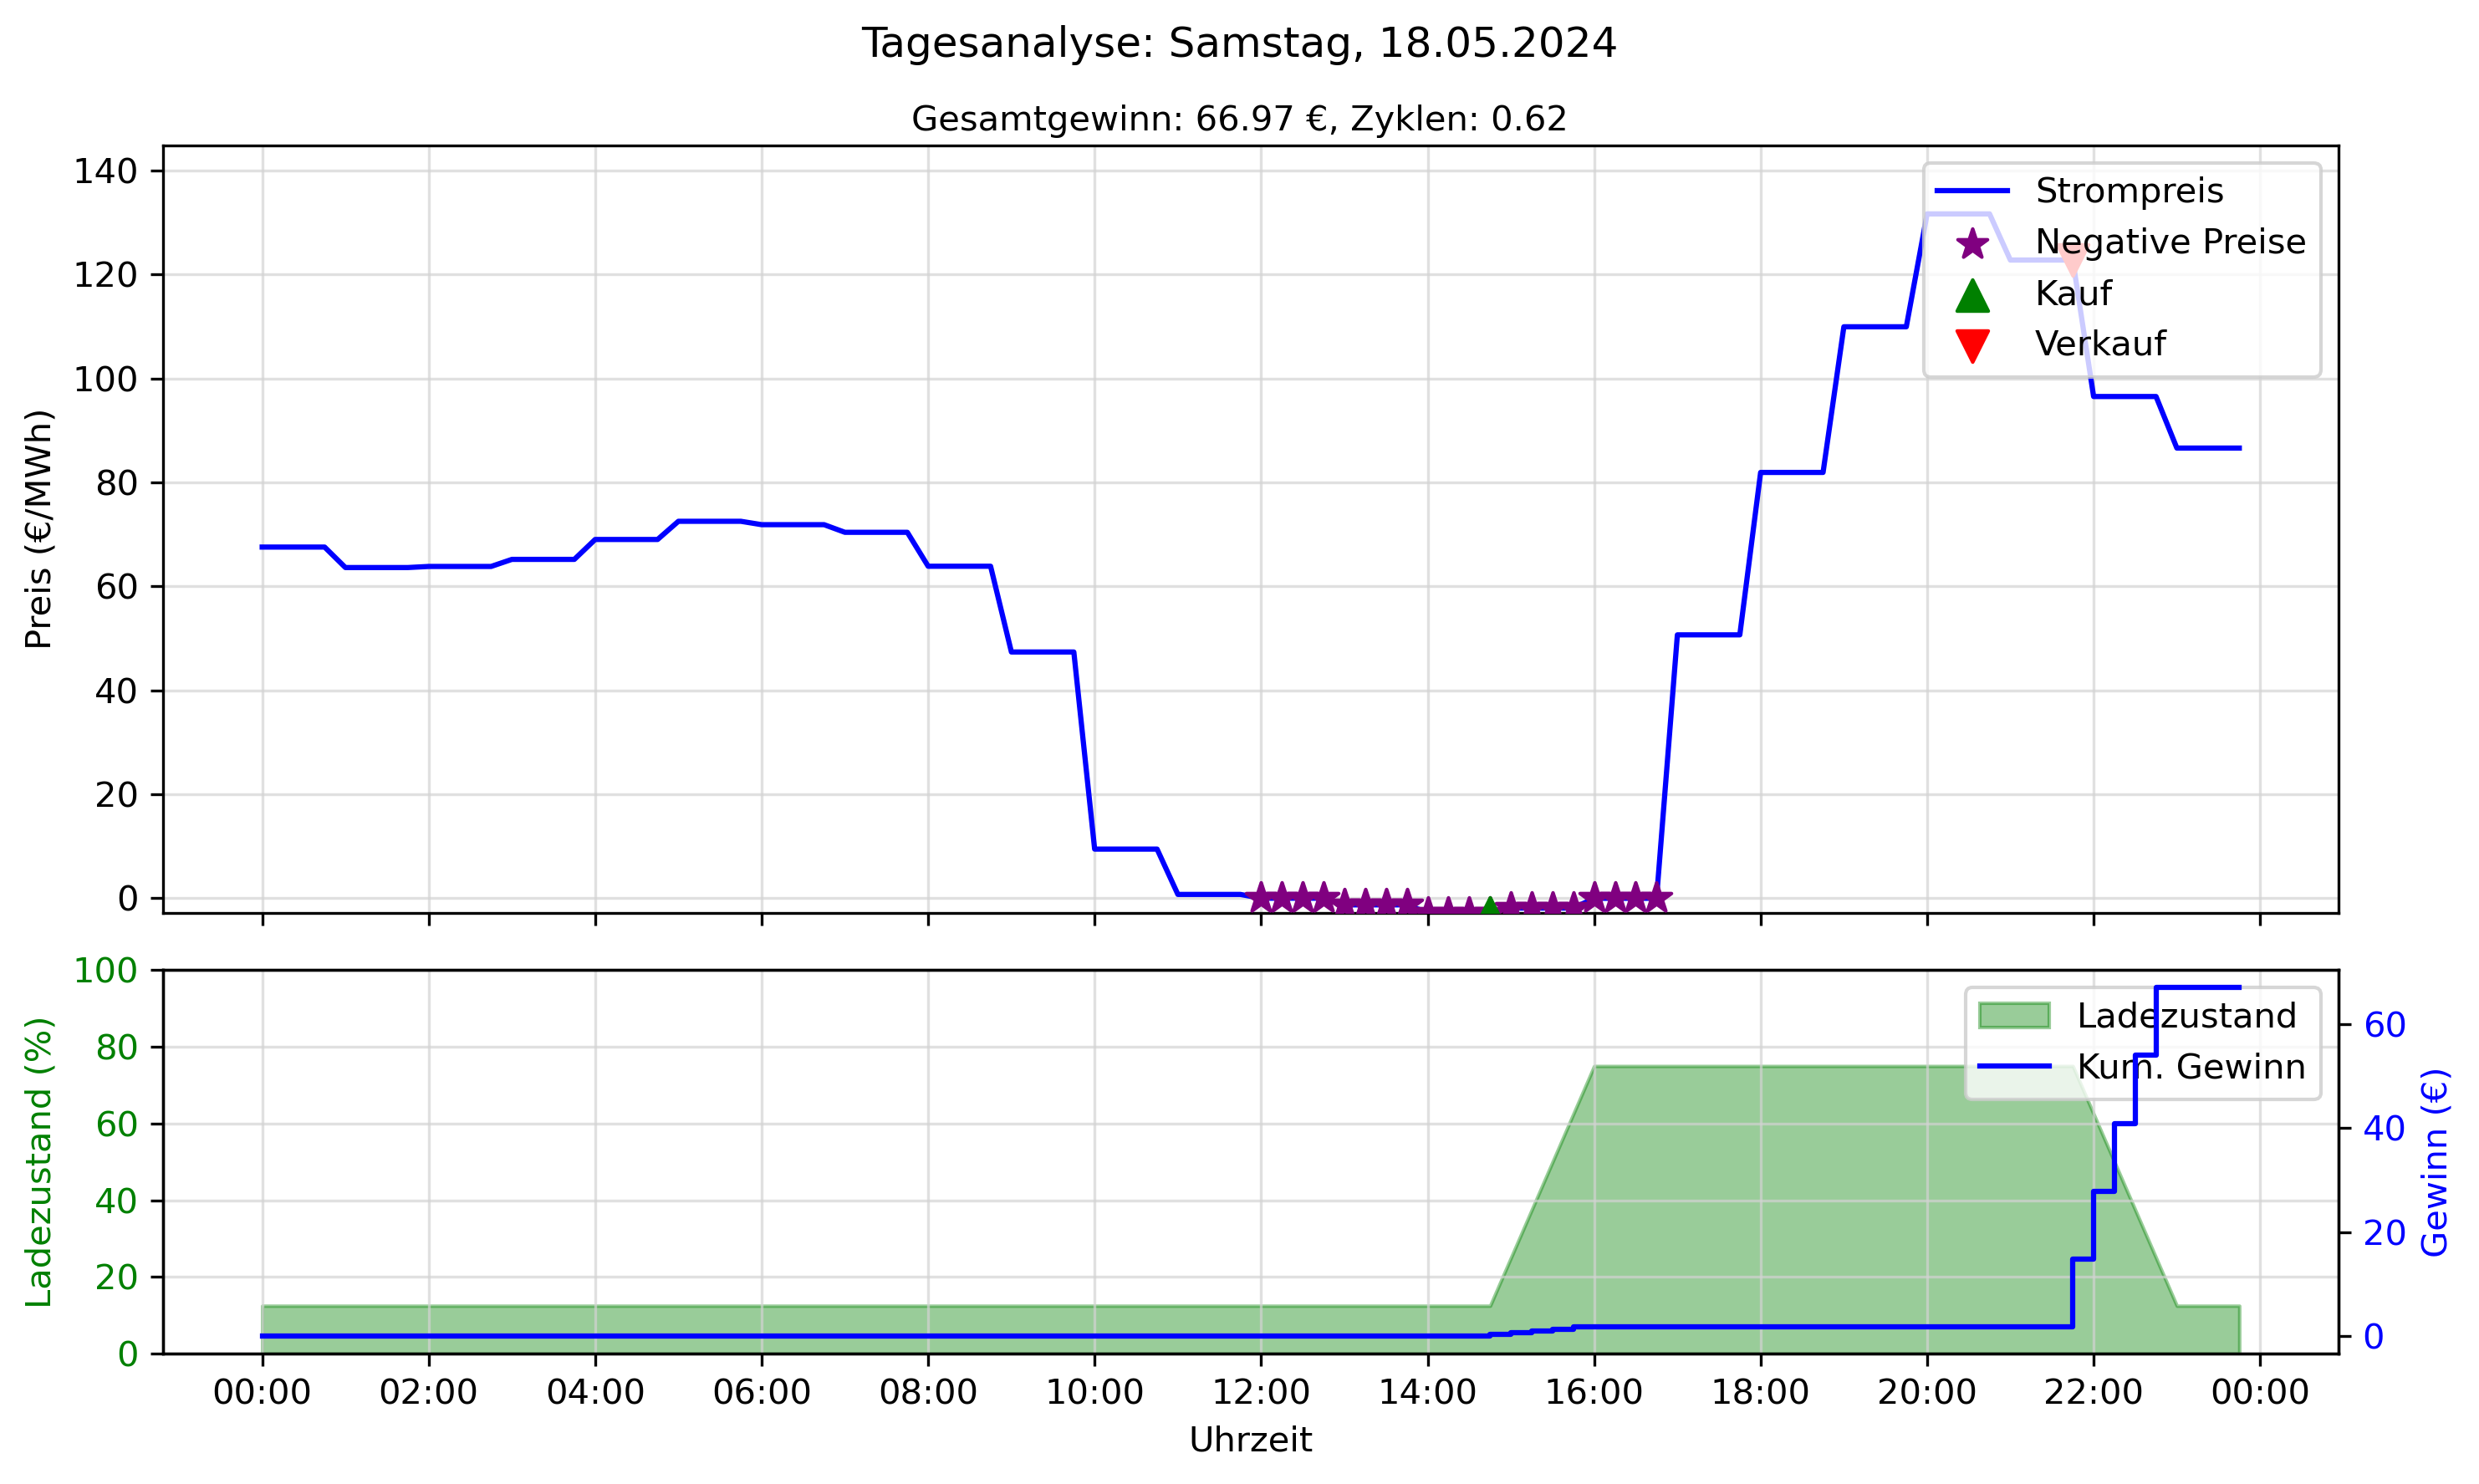 Tagesanalyse: Samstag, 18.05.2024
Gesamtgewinn: 66.97 €, Zyklen: 0.62
Preis (€/MWh)
140
120
100
80
60
40
20
0
Strompreis
Negative Preise
Kauf
Verkauf
Ladezustand (%)
100
80
60
40
20
0
Ladezustand
Kum. Gewinn
60
40
20
0
Gewinn (€)
00:00 02:00 04:00 06:00 08:00 10:00 12:00 14:00 16:00 18:00 20:00 22:00 00:00
Uhrzeit